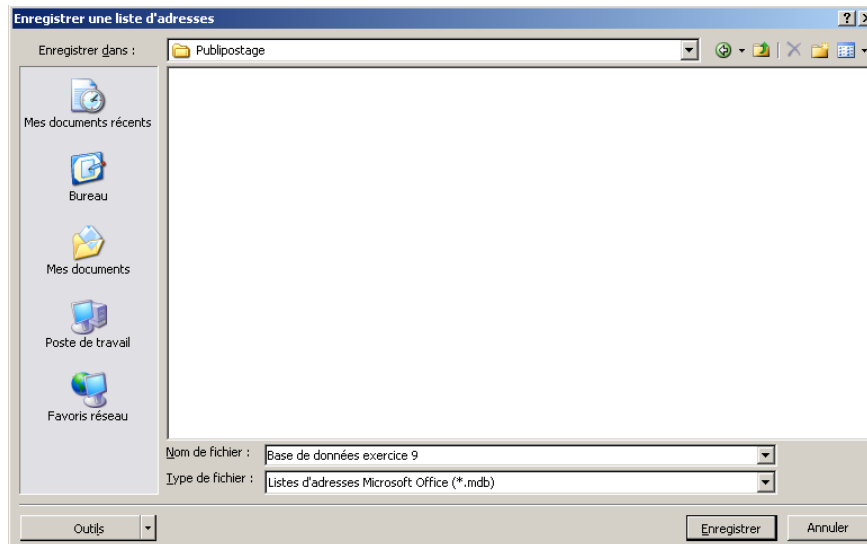 Enregistrer une liste d'adresses
Enregistrer dans :
Publipostage
Mes documents récents
Bureau
Mes documents
Poste de travail
Favoris réseau
Nom de fichier :
Base de données exercice 9
Type de fichier :
Listes d'adresses Microsoft Office (*.mdb)
Outils
Enregistrer
Annuler